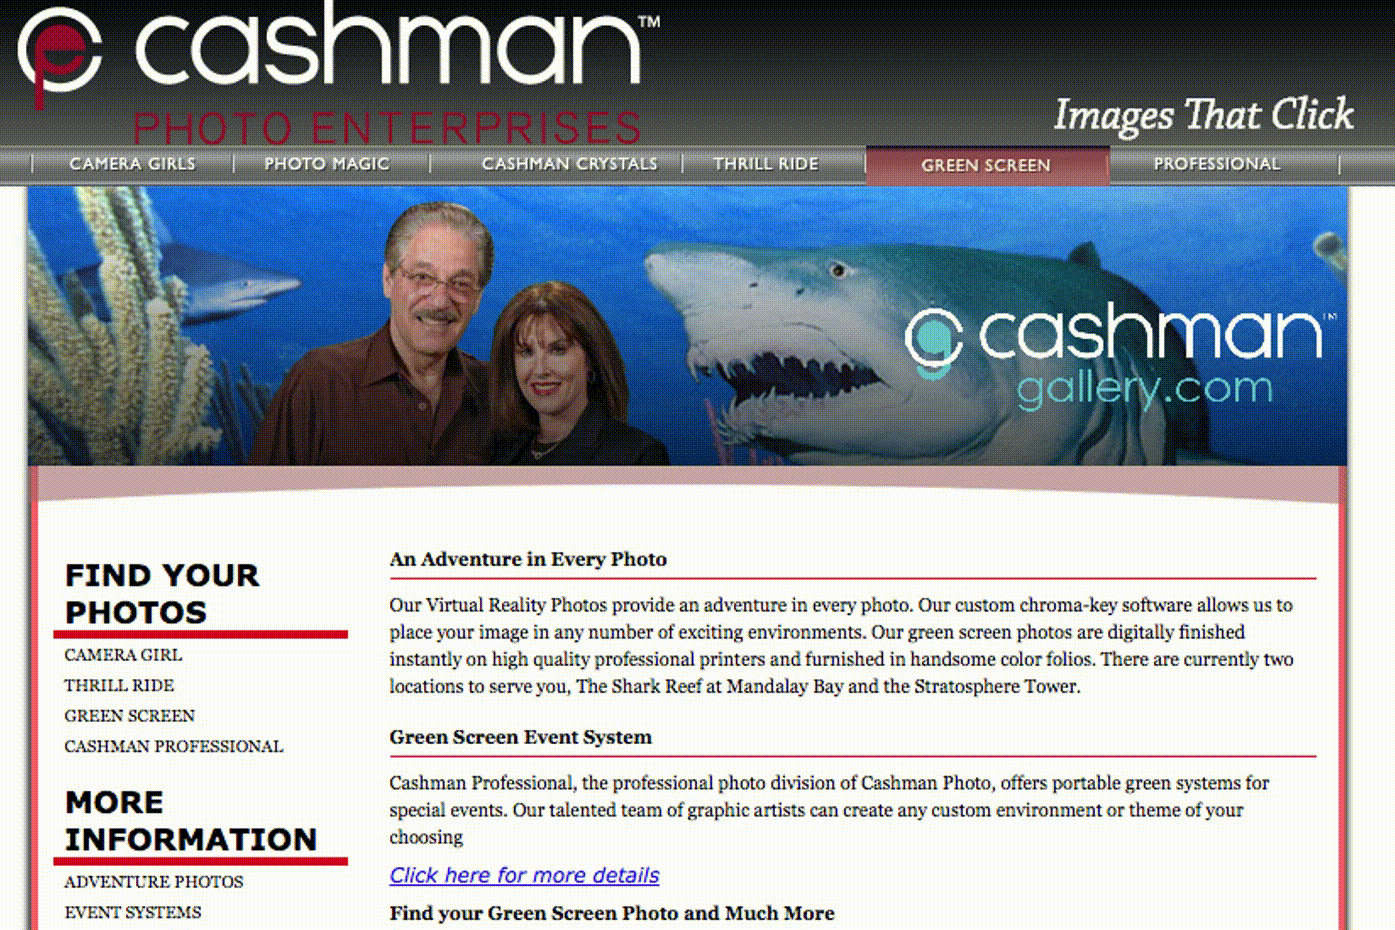 cashman™
PHOTO ENTERPRISES
Images That Click
CAMERA GIRLS
PHOTO MAGIC
CASHMAN CRYSTALS
THRILL RIDE
GREEN SCREEN
PROFESSIONAL
cashman™
gallery.com
FIND YOUR
PHOTOS
CAMERA GIRL
THRILL RIDE
GREEN SCREEN
CASHMAN PROFESSIONAL
MORE
INFORMATION
ADVENTURE PHOTOS
EVENT SYSTEMS
An Adventure in Every Photo
Our Virtual Reality Photos provide an adventure in every photo. Our custom chroma-key software allows us to
place your image in any number of exciting environments. Our green screen photos are digitally finished
instantly on high quality professional printers and furnished in handsome color folios. There are currently two
locations to serve you, The Shark Reef at Mandalay Bay and the Stratosphere Tower.
Green Screen Event System
Cashman Professional, the professional photo division of Cashman Photo, offers portable green systems for
special events. Our talented team of graphic artists can create any custom environment or theme of your
choosing
Click here for more details
Find your Green Screen Photo and Much More